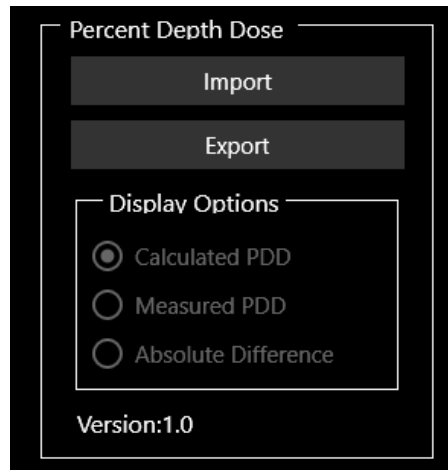 Percent Depth Dose
Import
Export
Display Options
Calculated PDD
Measured PDD
Absolute Difference
Version:1.0